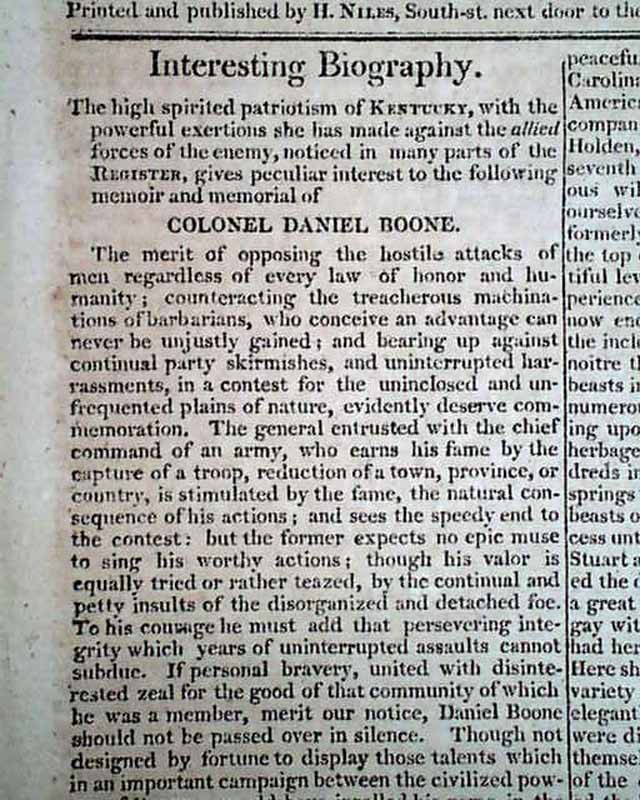 Printed and published by H. NILES, South-st. next door to the
Interesting Biography.
The high spirited patriotism of KENTUCKY, with the
powerful exertions she has made against the allied
forces of the enemy, noticed in many parts of the
REGISTER, gives peculiar interest to the following
memoir and memorial of
COLONEL DANIEL BOONE.
The merit of opposing the hostile attacks of
men regardless of every law of honor and hu-
manity; counteracting the treacherous machina-
tions of barbarians, who conceive an advantage can
never be unjustly gained; and bearing up against
continual party skirmishes, and uninterrupted har-
rassments, in a contest for the uninclosed and un-
frequented plains of nature, evidently deserve com-
memoration. The general entrusted with the chief
command of an army, who earns his fame by the
capture of a troop, reduction of a town, province, or
country, is stimulated by the fame, the natural con-
sequence of his actions; and sees the speedy end to
the contest: but the former expects no epic muse
to sing his worthy actions; though his valor is
equally tried or rather teazed, by the continual and
petty insults of the disorganized and detached foe.
To his courage he must add that persevering inte-
grity which years of uninterrupted assaults cannot
subdue. If personal bravery, united with disinte-
rested zeal for the good of that community of which
he was a member, merit our notice, Daniel Boone
should not be passed over in silence. Though not
designed by fortune to display those talents which
in an important campaign between the civilized pow-
peacefu
Carolina
Americ
compan
Holden,
seventh
ous wil
ourselve
formerly
the top
tiful lev
perience
now enc
the incl
noitre th
beasts in
numero
ing upo
herbage
dreds in
springs
beasts o
cess unt
Stuart a
ed the
a great
gay wit
had her
Here sh
variety
elegant
were di
themse
of the